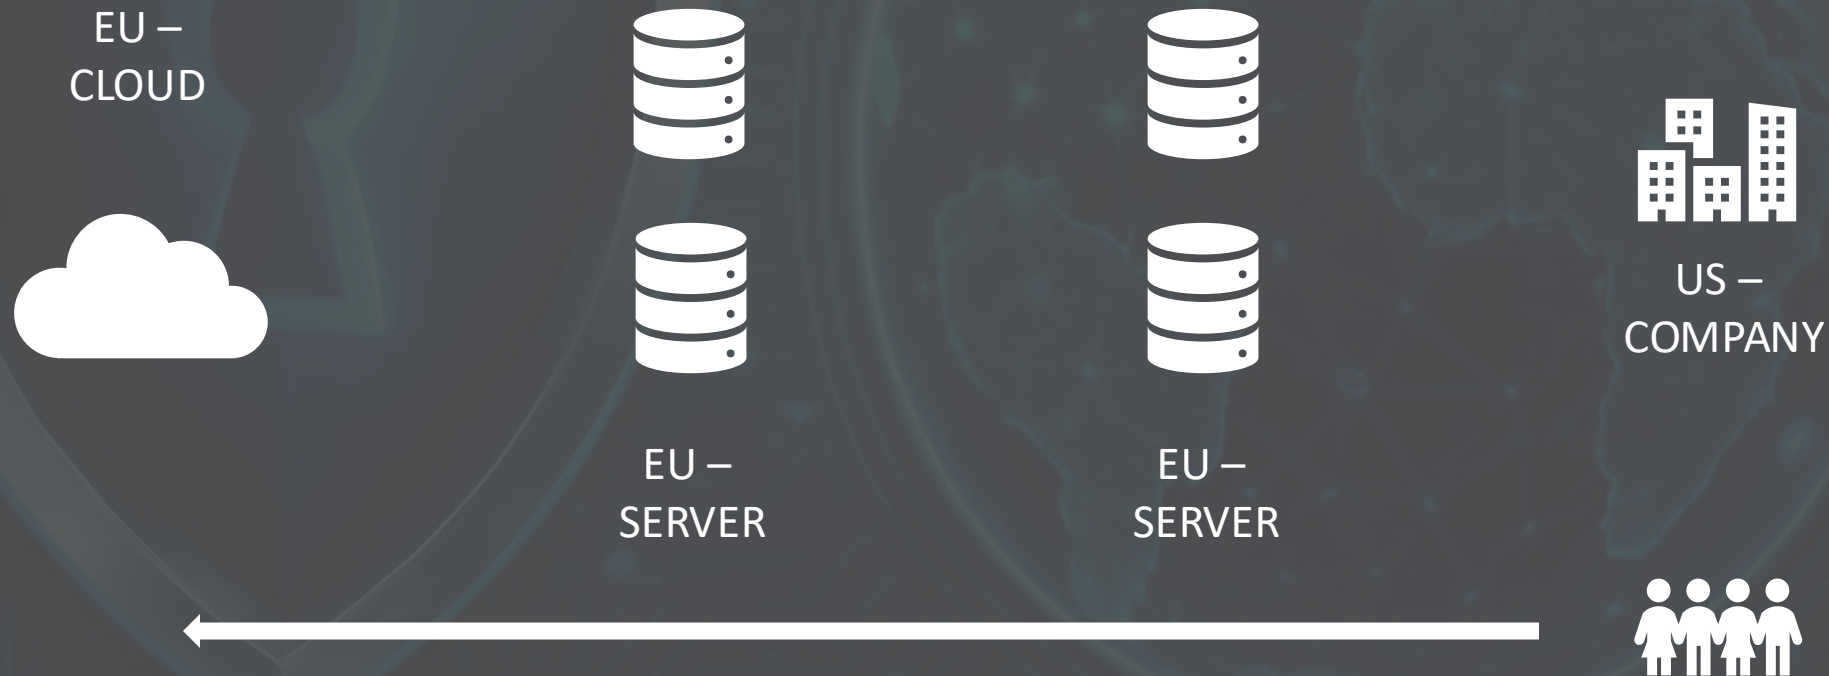 EU –
CLOUD
US –
COMPANY
EU –
SERVER
EU –
SERVER